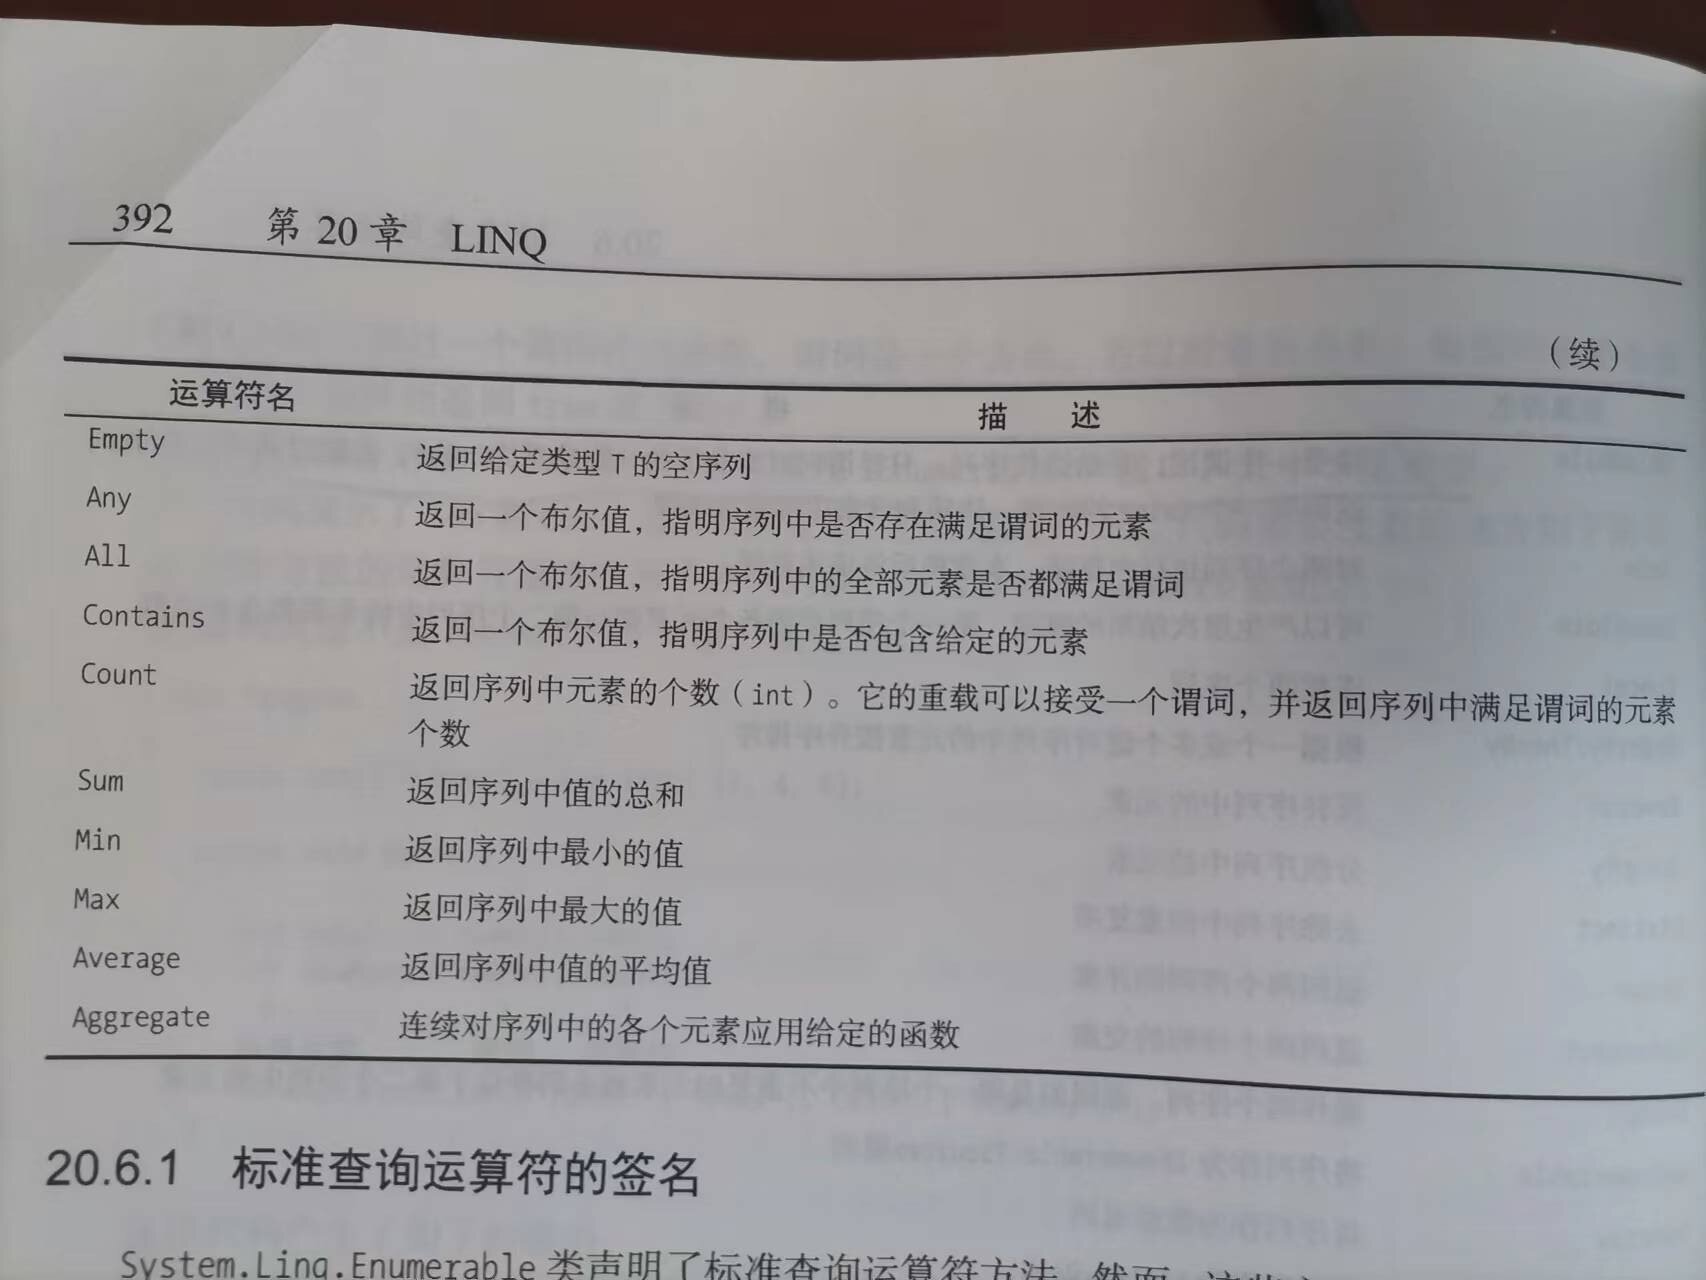 392 第 20 章 LINQ
（续）
运算符名 描 述
Empty 返回给定类型 T 的空序列
Any 返回一个布尔值，指明序列中是否存在满足谓词的元素
All 返回一个布尔值，指明序列中的全部元素是否都满足谓词
Contains 返回一个布尔值，指明序列中是否包含给定的元素
Count 返回序列中元素的个数（int）。它的重载可以接受一个谓词，并返回序列中满足谓词的元素
个数
Sum 返回序列中值的总和
Min 返回序列中最小的值
Max 返回序列中最大的值
Average 返回序列中值的平均值
Aggregate 连续对序列中的各个元素应用给定的函数
20.6.1 标准查询运算符的签名
System.Linq.Enumerable 类声明了标准查询运算符方法。然而，这些